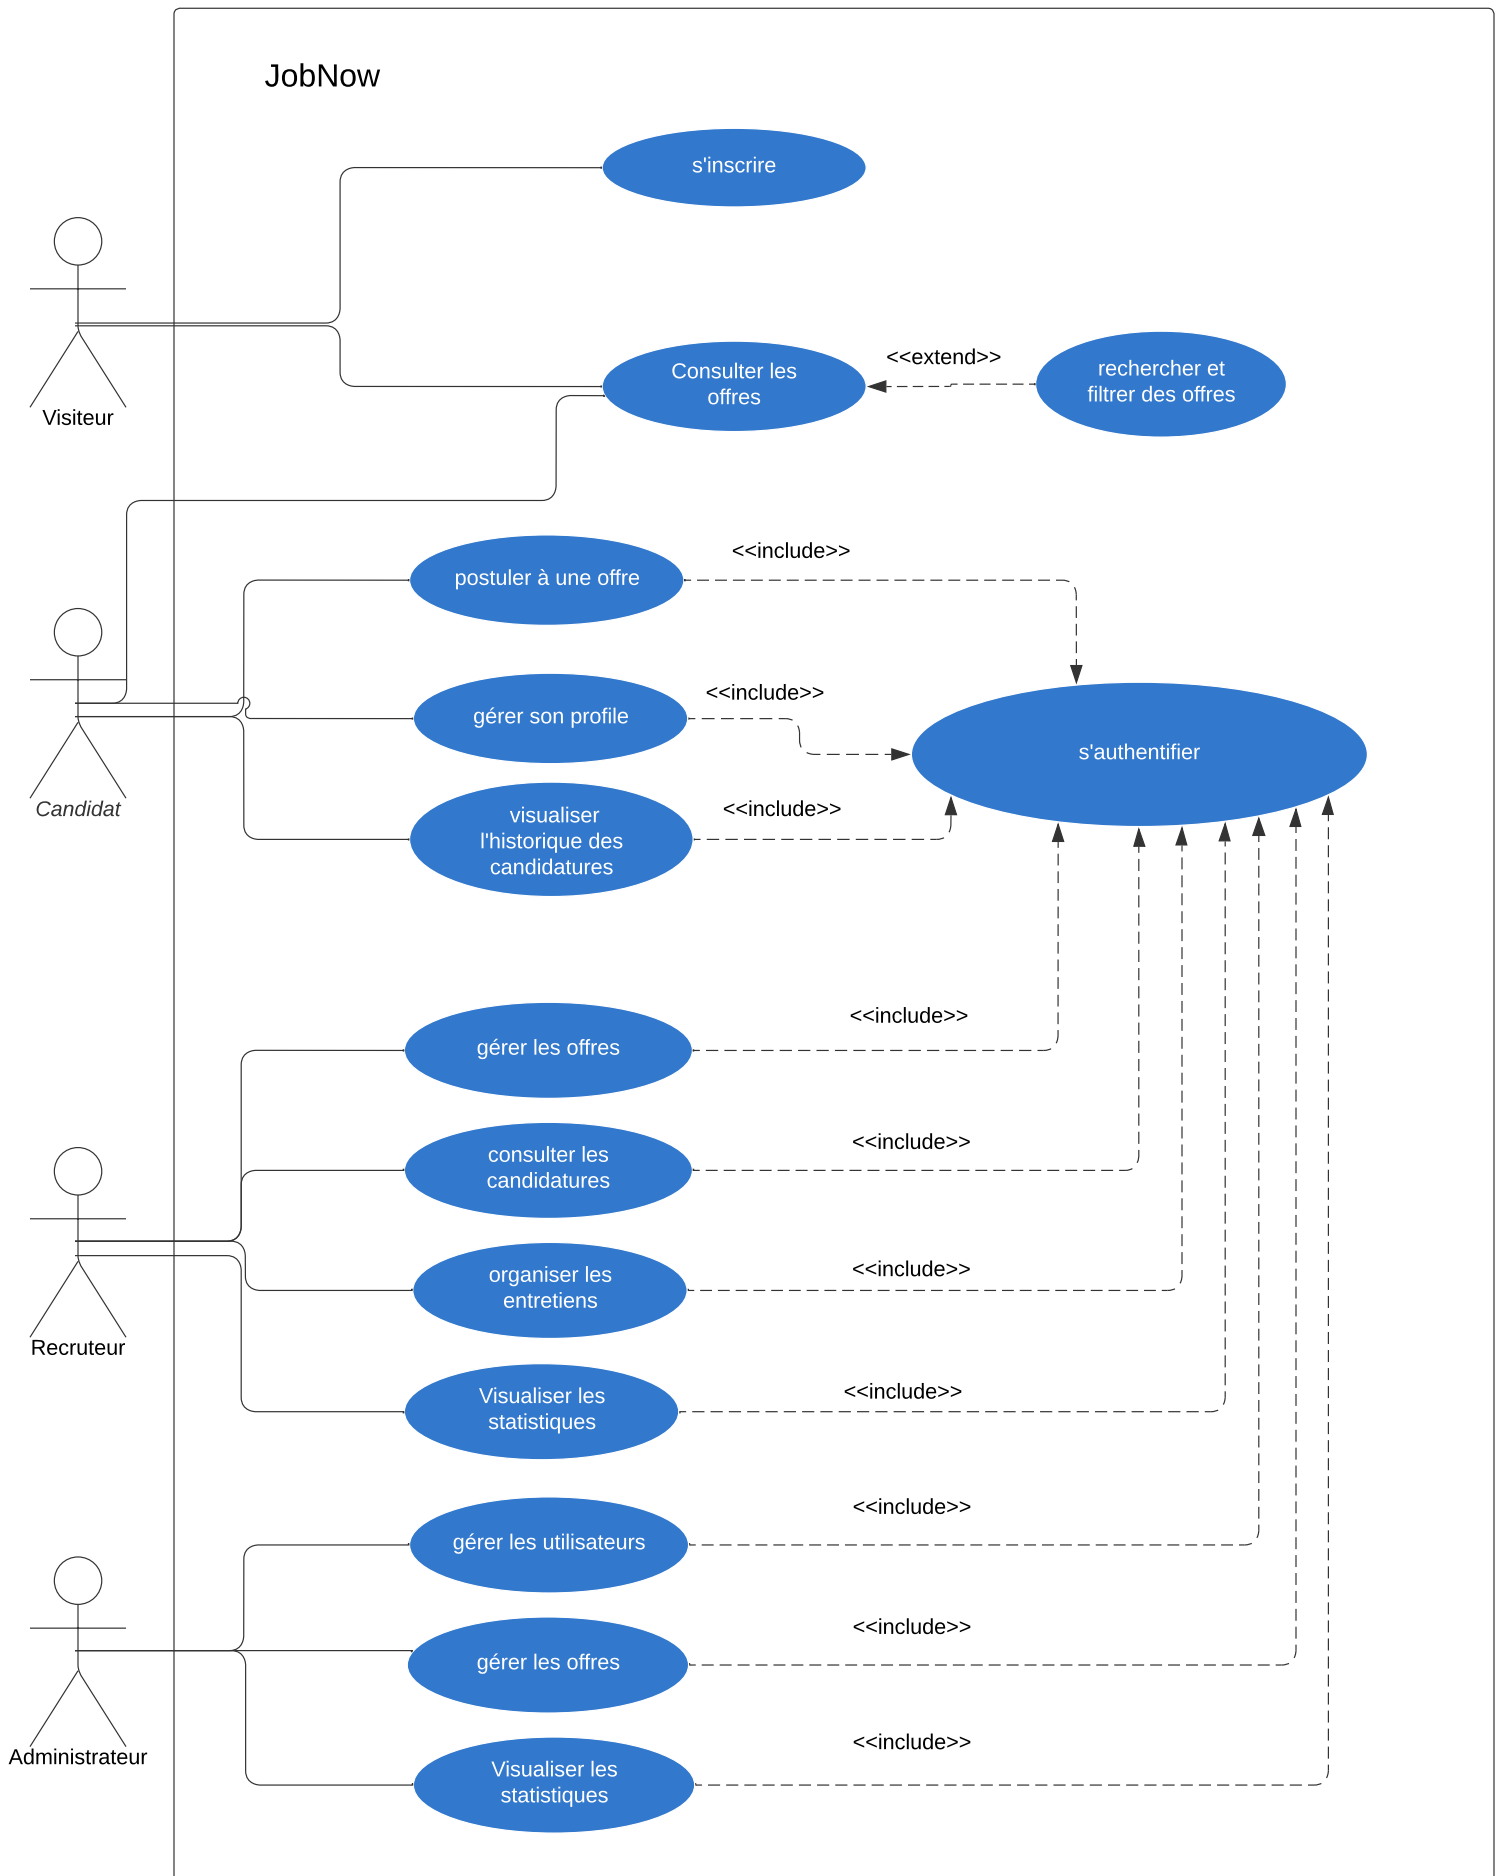 JobNow
s'inscrire
Visiteur
Consulter les
offres
<<extend>>
rechercher et
filtrer des offres
postuler à une offre
<<include>>
Candidat
gérer son profile
<<include>>
s'authentifier
visualiser
l'historique des
candidatures
<<include>>
gérer les offres
<<include>>
consulter les
candidatures
<<include>>
Recruteur
organiser les
entretiens
<<include>>
Visualiser les
statistiques
<<include>>
gérer les utilisateurs
<<include>>
Administrateur
gérer les offres
<<include>>
Visualiser les
statistiques
<<include>>